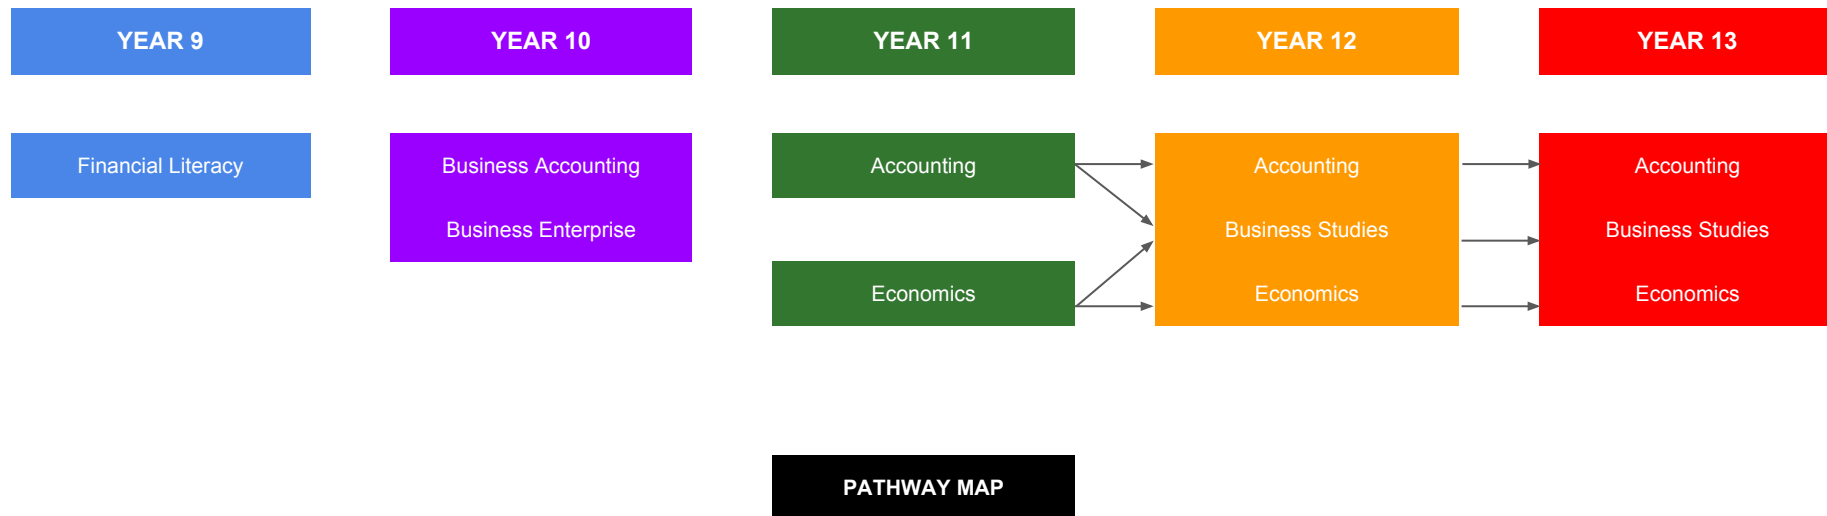 YEAR 9
YEAR 10
YEAR 11
YEAR 12
YEAR 13
Financial Literacy
Business Accounting
Accounting
Accounting
Accounting
Business Enterprise
Business Studies
Business Studies
Economics
Economics
Economics
PATHWAY MAP